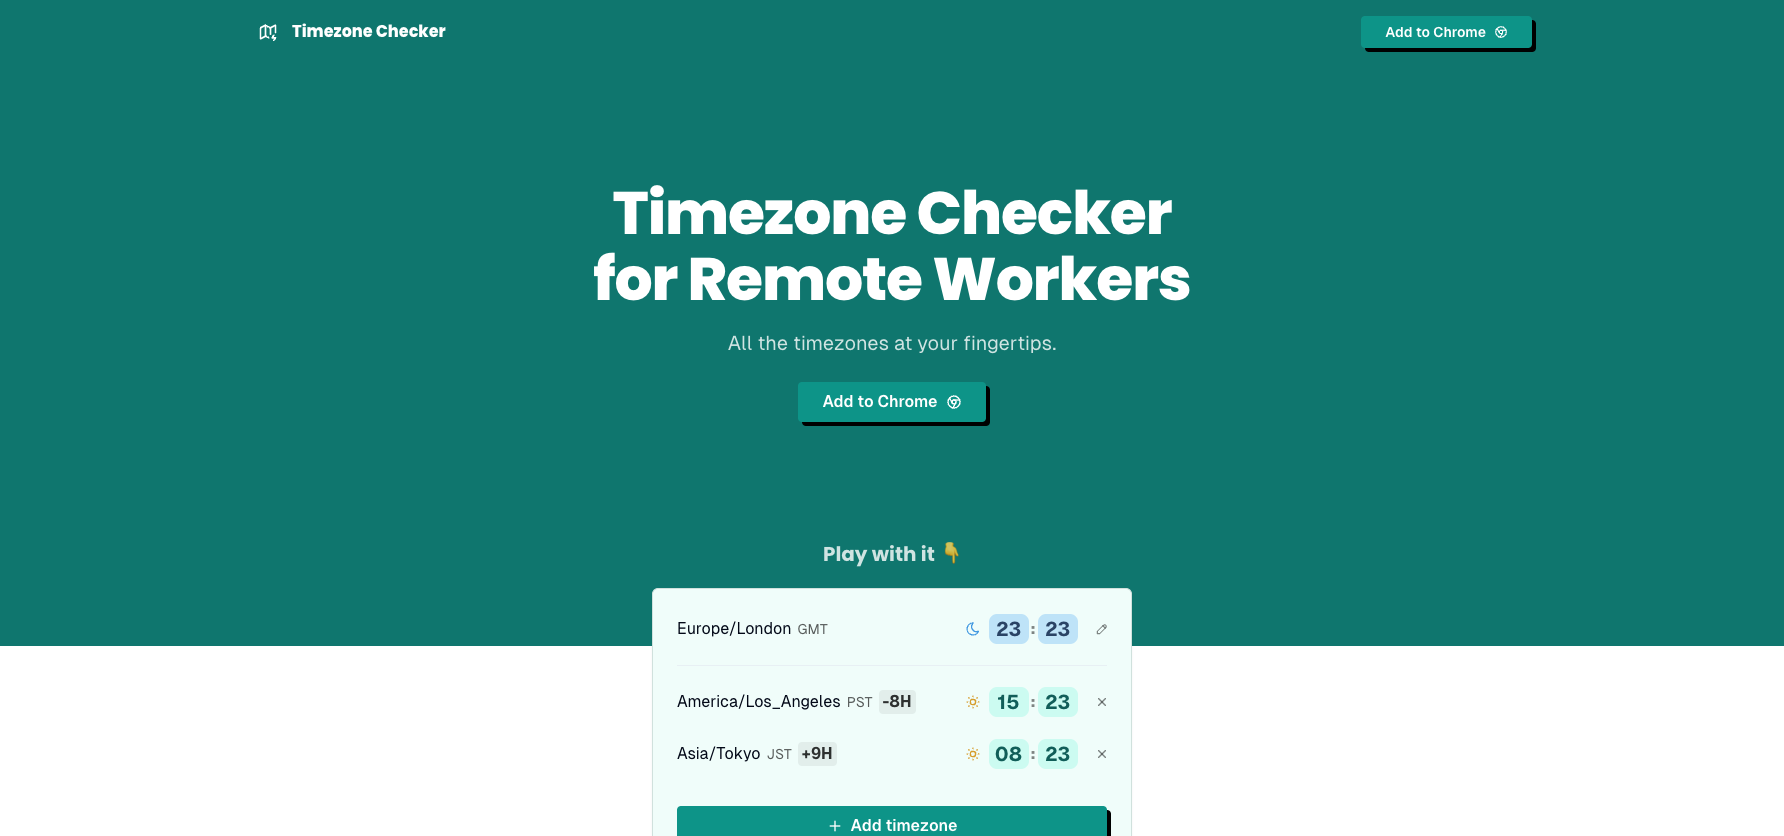 Timezone Checker
Add to Chrome
Timezone Checker
for Remote Workers
All the timezones at your fingertips.
Add to Chrome
Play with it 👇
Europe/London GMT 23 : 23
America/Los_Angeles PST -8H 15 : 23
Asia/Tokyo JST +9H 08 : 23
+ Add timezone